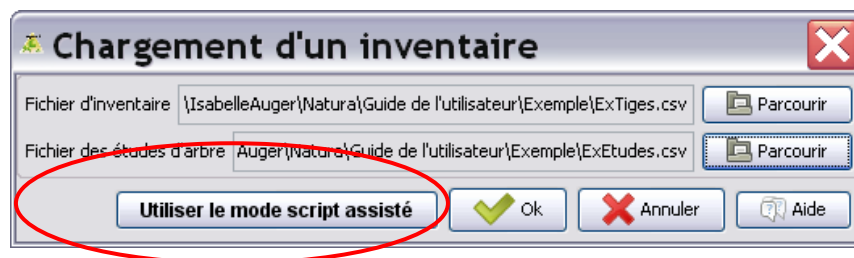 Chargement d'un inventaire
Fichier d'inventaire \IsabelleAuger\Natura\Guide de l'utilisateur\Exemple\ExTiges.csv Parcourir
Fichier des études d'arbre Auger\Natura\Guide de l'utilisateur\Exemple\ExEtudes.csv Parcourir
Utiliser le mode script assisté Ok Annuler Aide